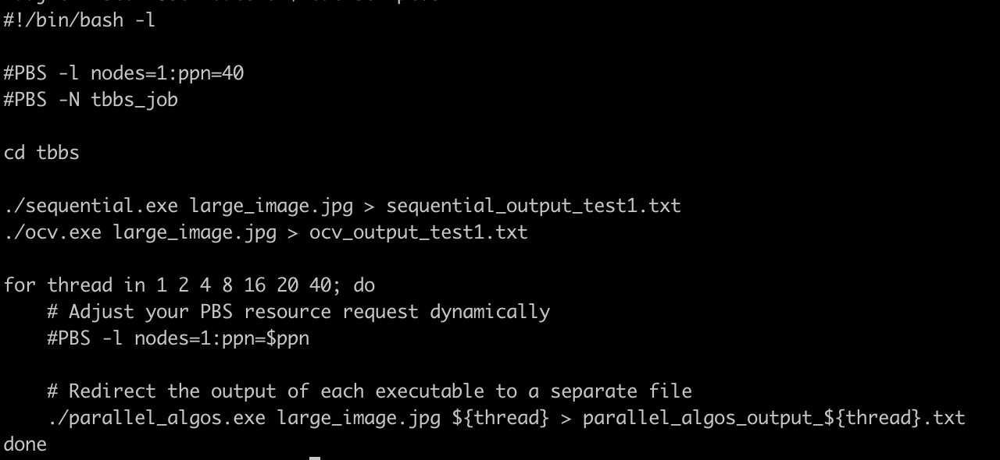 #!/bin/bash -l
#PBS -l nodes=1:ppn=40
#PBS -N tbbs_job
cd tbbs
./sequential.exe large_image.jpg > sequential_output_test1.txt
./ocv.exe large_image.jpg > ocv_output_test1.txt
for thread in 1 2 4 8 16 20 40; do
    # Adjust your PBS resource request dynamically
    #PBS -l nodes=1:ppn=$ppn
    # Redirect the output of each executable to a separate file
    ./parallel_algos.exe large_image.jpg ${thread} > parallel_algos_output_${thread}.txt
done